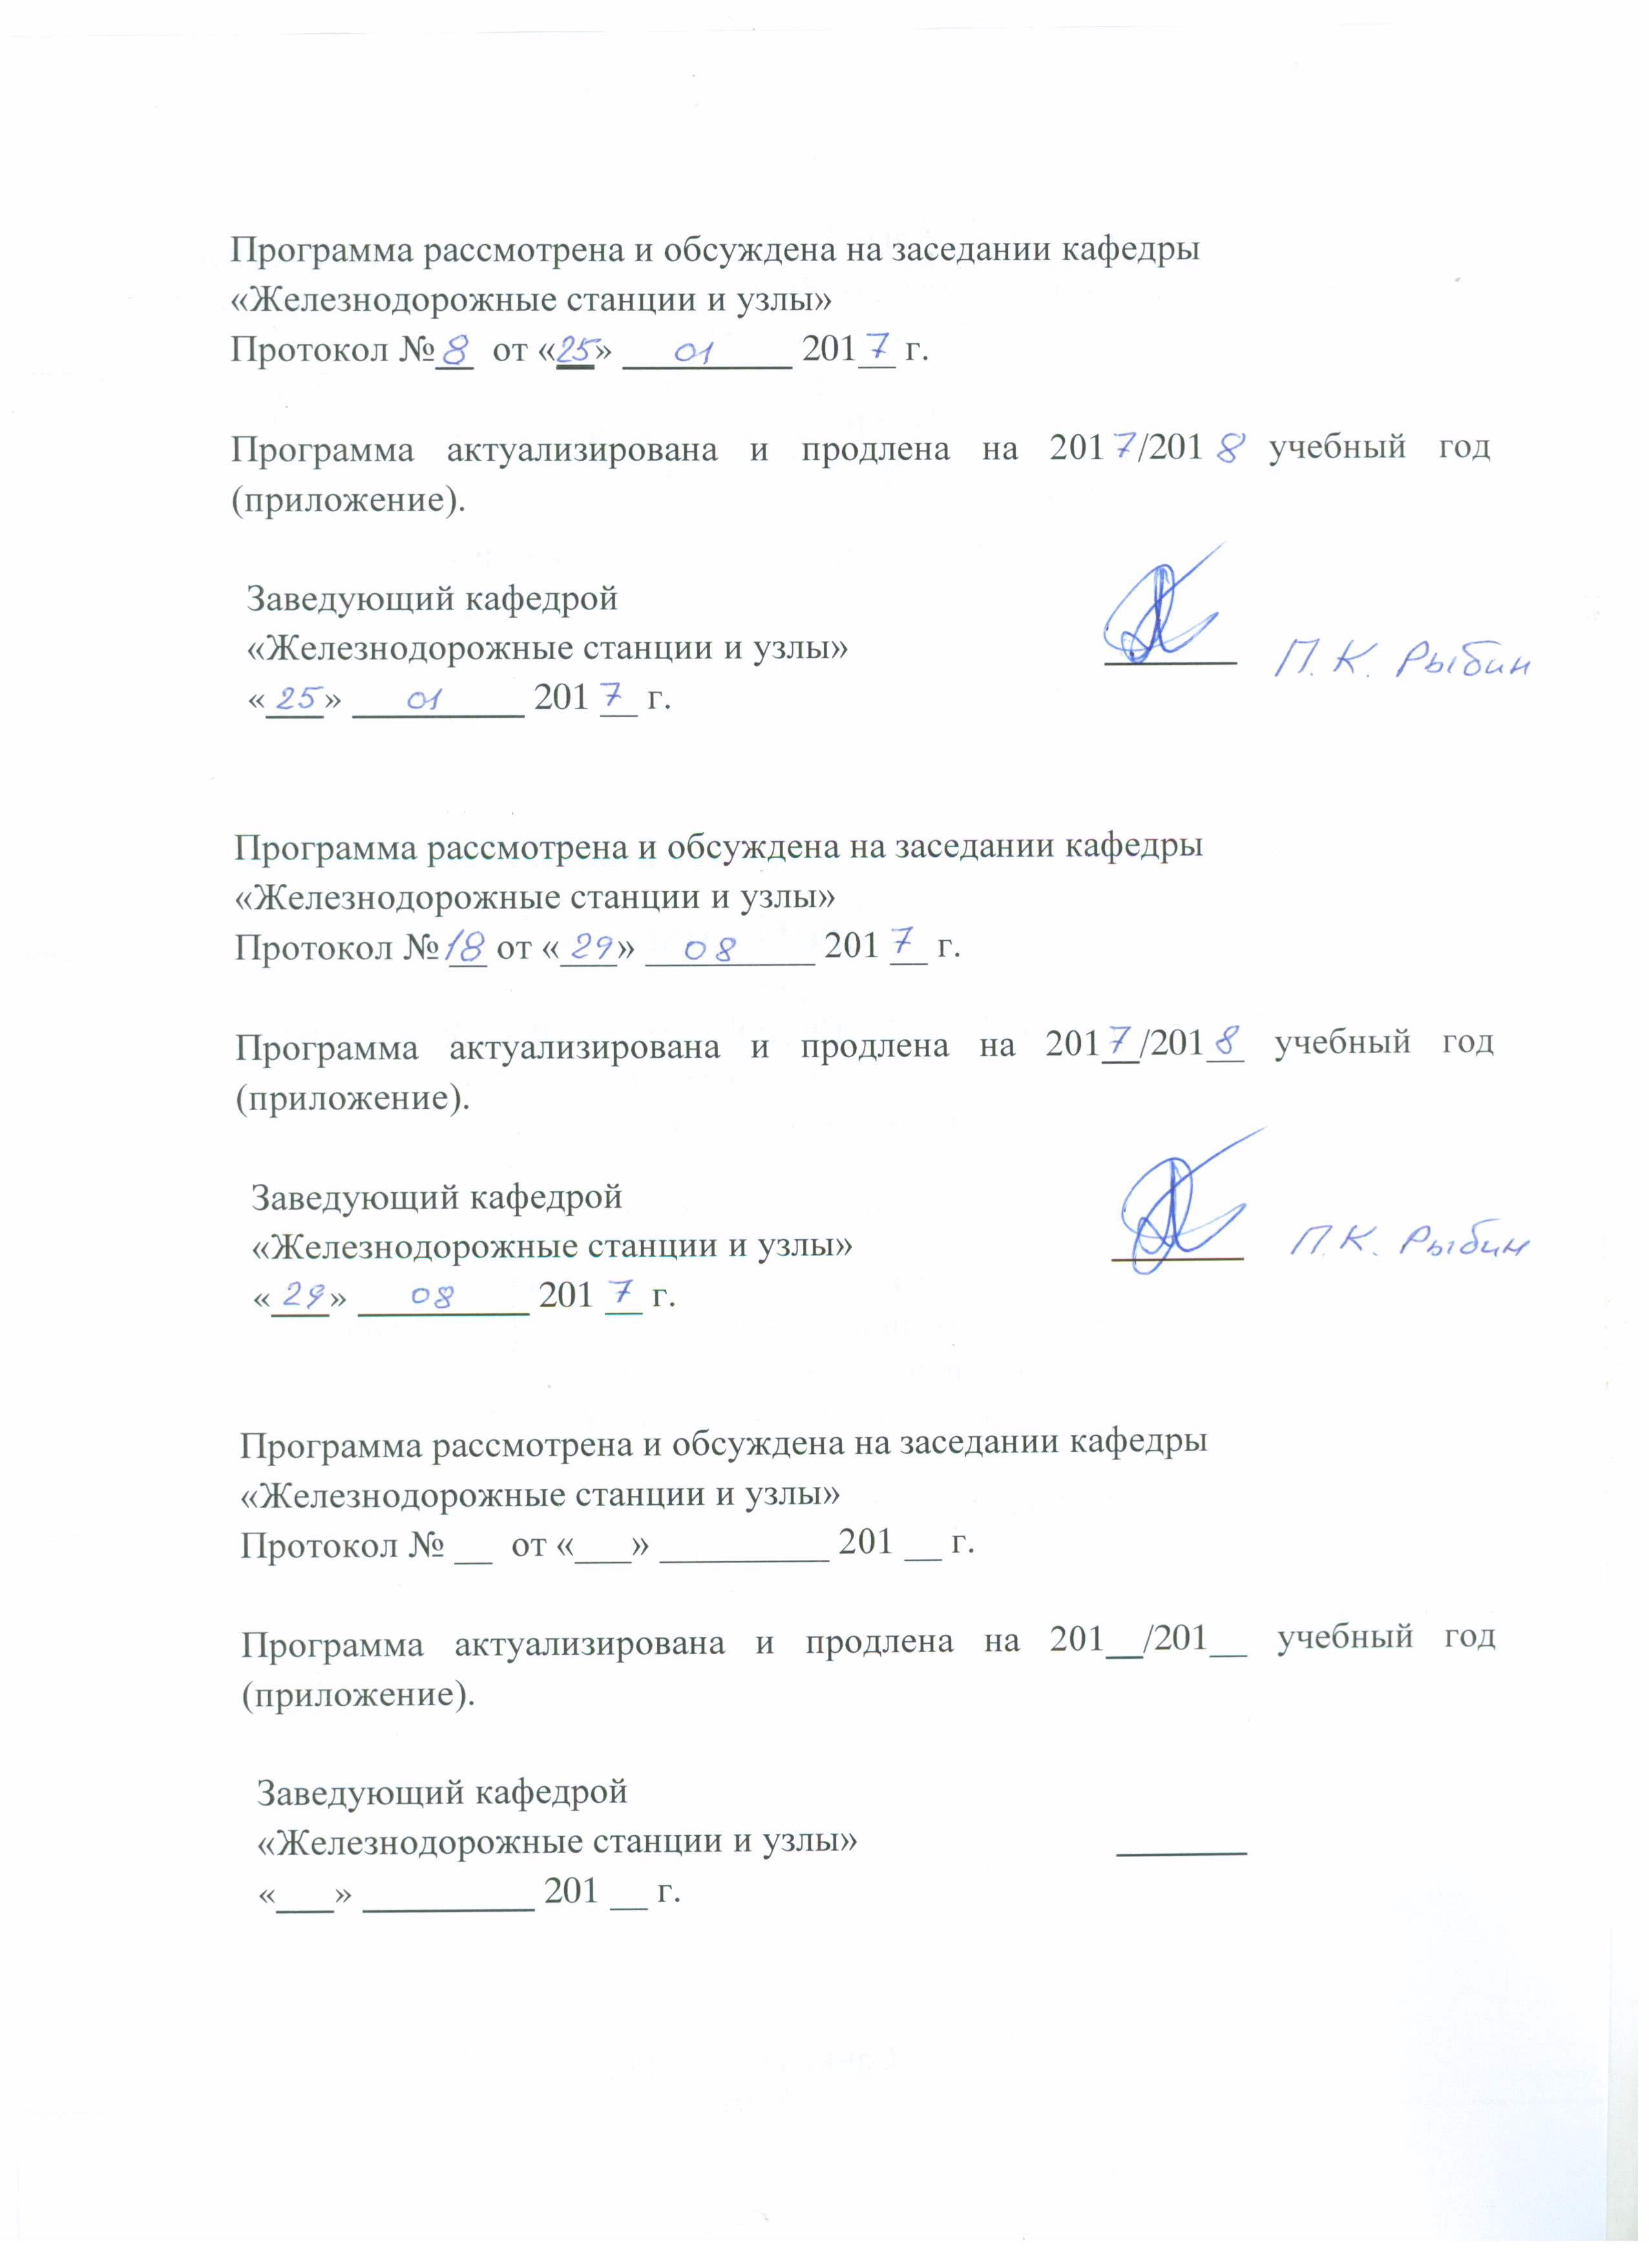 Программа рассмотрена и обсуждена на заседании кафедры
«Железнодорожные станции и узлы»
Протокол № 8 от «25» 01 2017 г.
Программа актуализирована и продлена на 2017/2018 учебный год
(приложение).
Заведующий кафедрой
«Железнодорожные станции и узлы» П. К. Рыбин
«25» 01 2017 г.
Программа рассмотрена и обсуждена на заседании кафедры
«Железнодорожные станции и узлы»
Протокол № 18 от «29» 08 2017 г.
Программа актуализирована и продлена на 2017/2018 учебный год
(приложение).
Заведующий кафедрой
«Железнодорожные станции и узлы» П. К. Рыбин
«29» 08 2017 г.
Программа рассмотрена и обсуждена на заседании кафедры
«Железнодорожные станции и узлы»
Протокол № __ от «___» _________ 201 __ г.
Программа актуализирована и продлена на 201__/201__ учебный год
(приложение).
Заведующий кафедрой
«Железнодорожные станции и узлы» _______
«___» _________ 201 __ г.